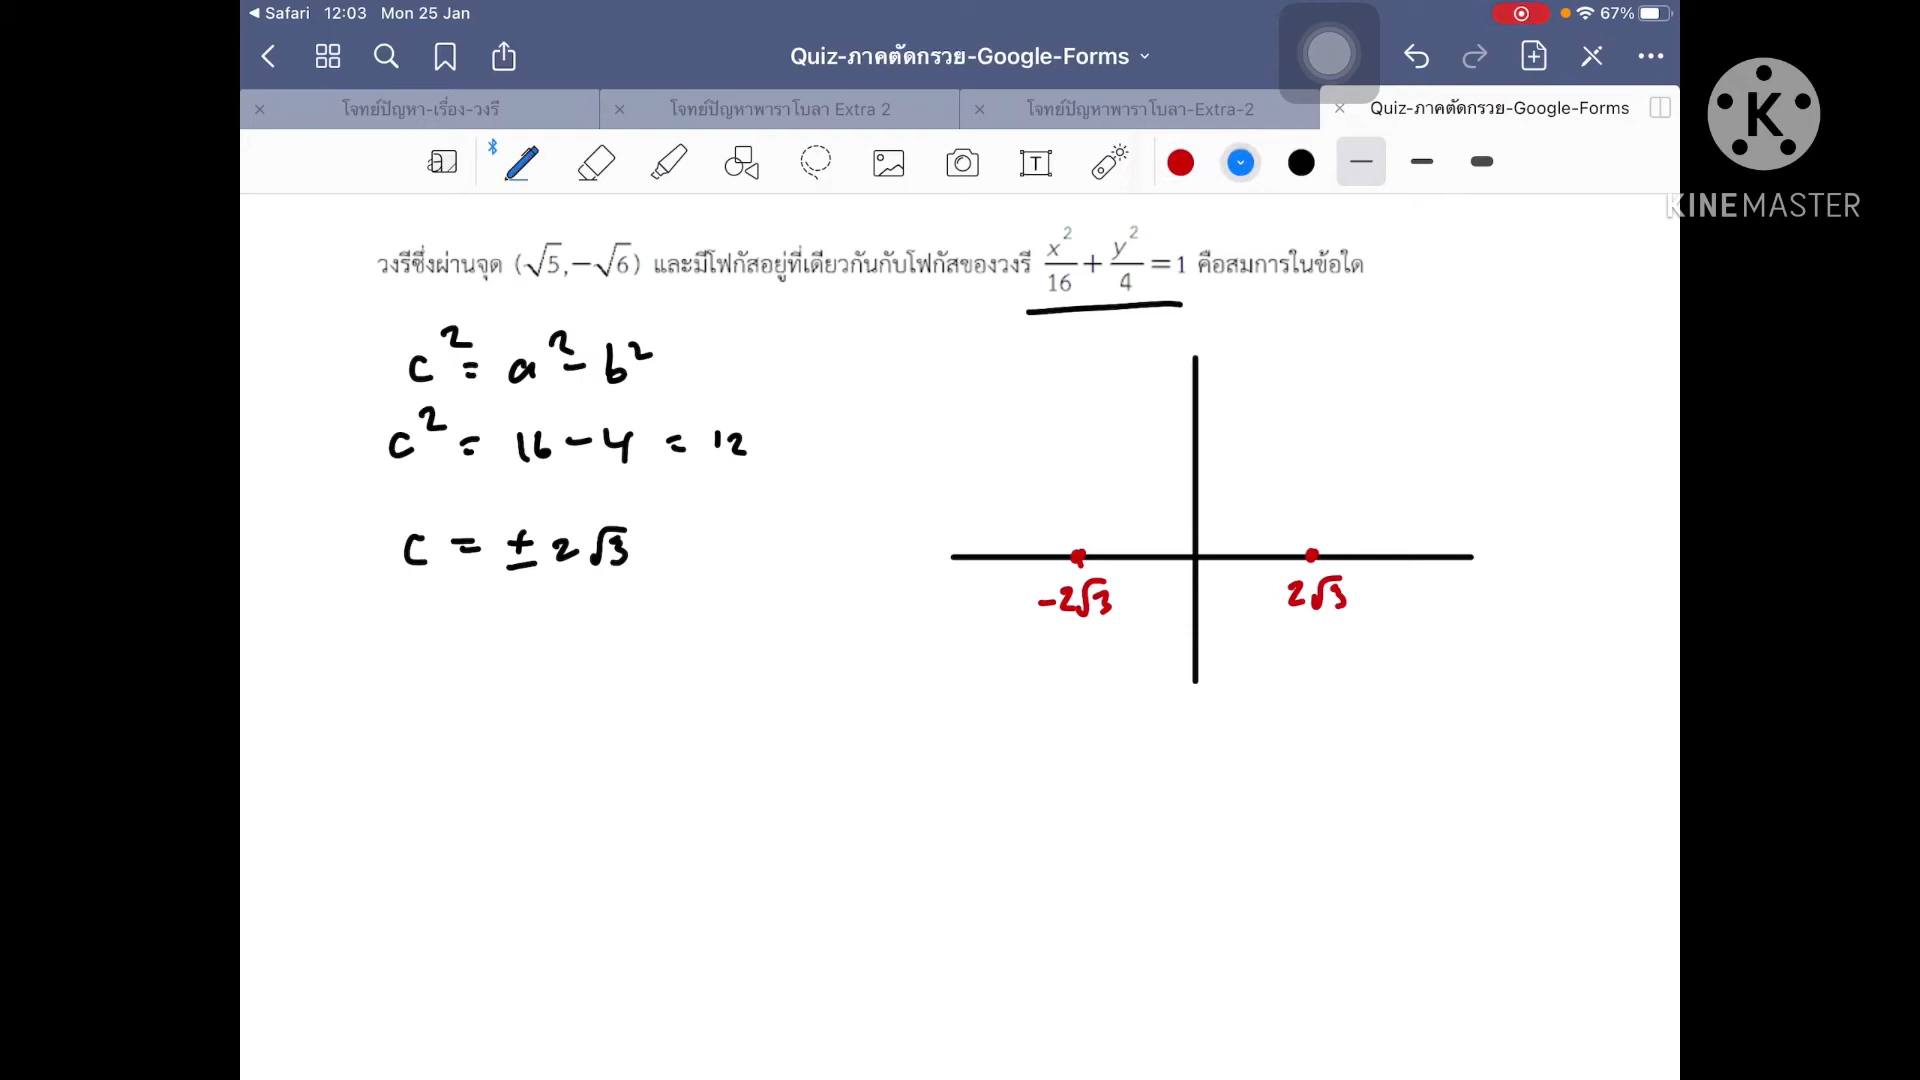 Safari 12:03 Mon 25 Jan 67%
Quiz-ภาคตัดกรวย-Google-Forms
โจทย์ปัญหา-เรื่อง-วงรี โจทย์ปัญหาพาราโบลา Extra 2 โจทย์ปัญหาพาราโบลา-Extra-2 Quiz-ภาคตัดกรวย-Google-Forms
K
KINEMASTER
วงรีซึ่งผ่านจุด (√5,−√6) และมีโฟกัสอยู่ที่เดียวกันกับโฟกัสของวงรี x²/16 + y²/4 = 1 คือสมการในข้อใด
c² = a² − b²
c² = 16 − 4 = 12
c = ± 2√3
−2√3 2√3